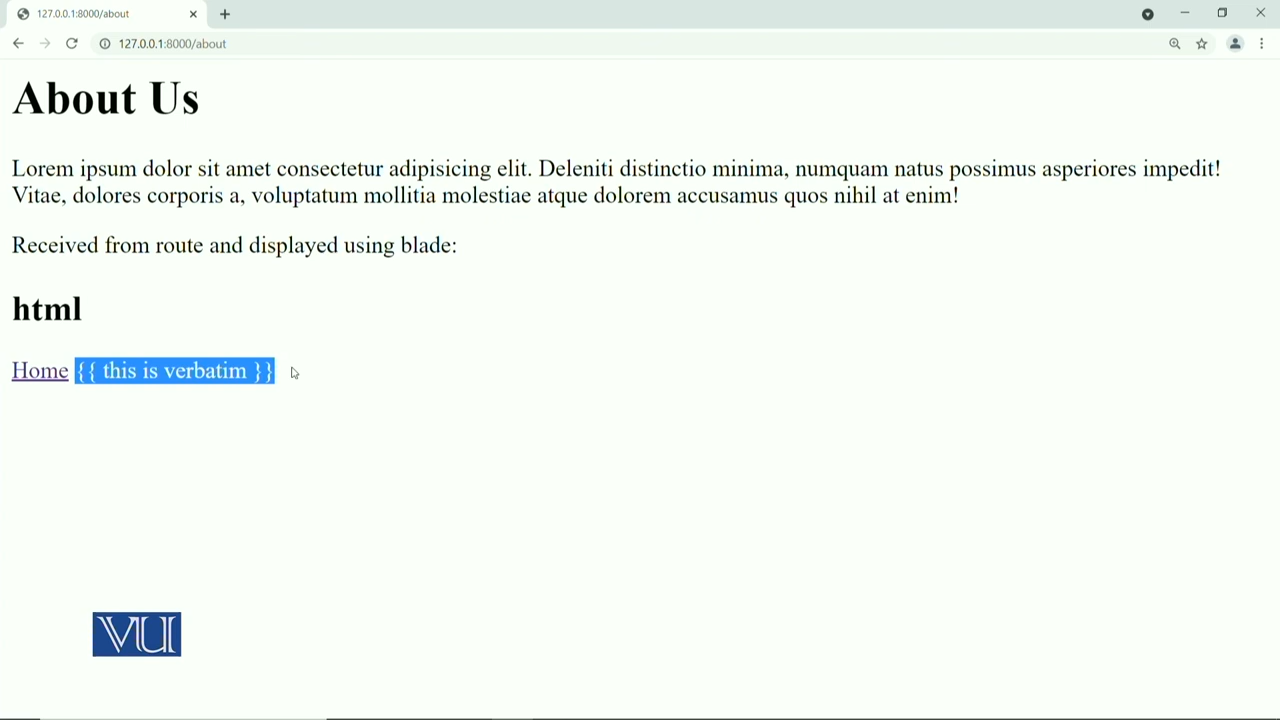 127.0.0.1:8000/about
127.0.0.1:8000/about
About Us
Lorem ipsum dolor sit amet consectetur adipisicing elit. Deleniti distinctio minima, numquam natus possimus asperiores impedit!
Vitae, dolores corporis a, voluptatum mollitia molestiae atque dolorem accusamus quos nihil at enim!
Received from route and displayed using blade:
html
Home {{ this is verbatim }}
VU